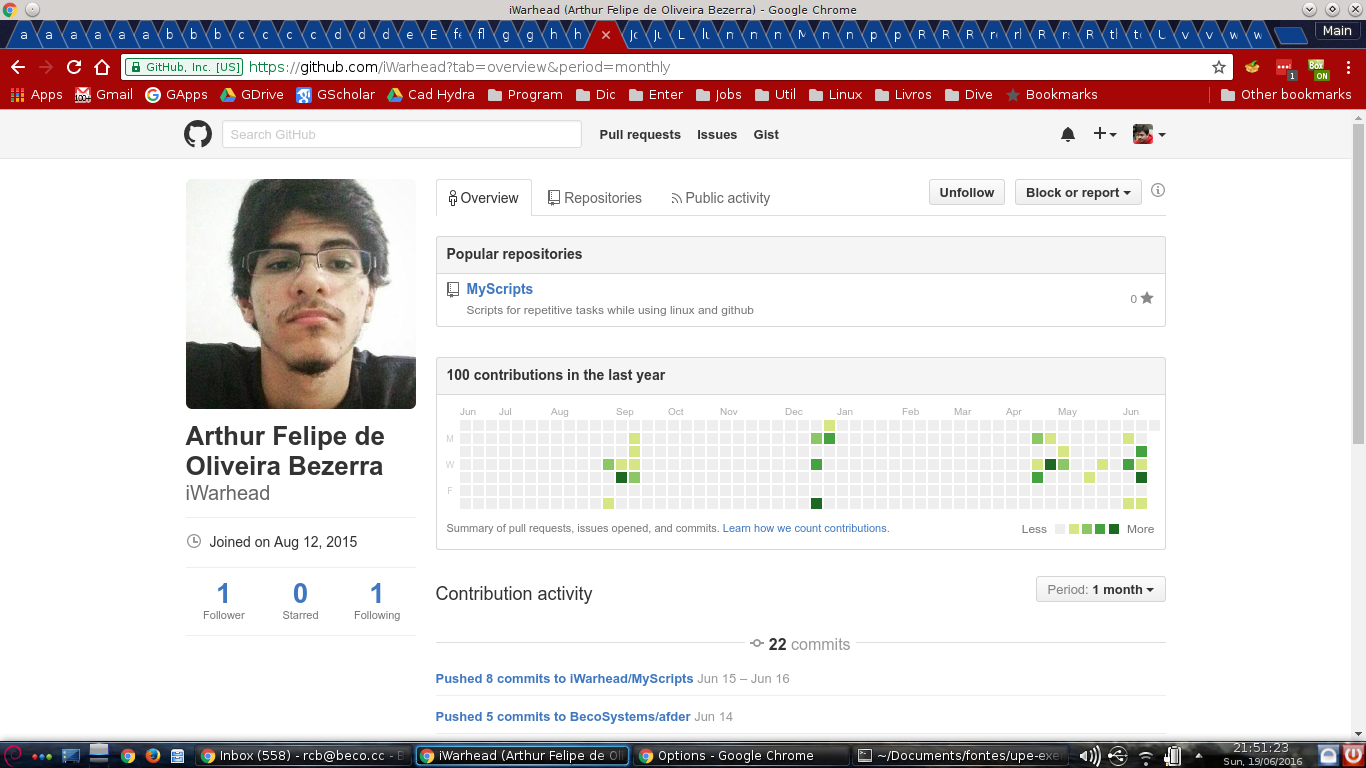 iWarhead (Arthur Felipe de Oliveira Bezerra) - Google Chrome
a a a a a a b b b c c c d d d e E f fl g g h h J Ju L lu n n n M n n p p R R R re rl R rs R tl to U v v w w Main
GitHub, Inc. [US] https://github.com/iWarhead?tab=overview&period=monthly
1 BOX ON
Apps Gmail GApps GDrive GScholar Cad Hydra Program Dic Enter Jobs Util Linux Livros Dive Bookmarks Other bookmarks
Search GitHub Pull requests Issues Gist
Overview Repositories Public activity Unfollow Block or report
Popular repositories
MyScripts
Scripts for repetitive tasks while using linux and github
0
100 contributions in the last year
Jun Jul Aug Sep Oct Nov Dec Jan Feb Mar Apr May Jun
M
W
F
Summary of pull requests, issues opened, and commits. Learn how we count contributions.
Less More
Arthur Felipe de
Oliveira Bezerra
iWarhead
Joined on Aug 12, 2015
1 0 1
Follower Starred Following
Contribution activity
Period: 1 month
22 commits
Pushed 8 commits to iWarhead/MyScripts Jun 15 – Jun 16
Pushed 5 commits to BecoSystems/afder Jun 14
Inbox (558) - rcb@beco.cc - B
iWarhead (Arthur Felipe de Oli
Options - Google Chrome
~/Documents/fontes/upe-exe
21:51:23
Sun, 19/06/2016